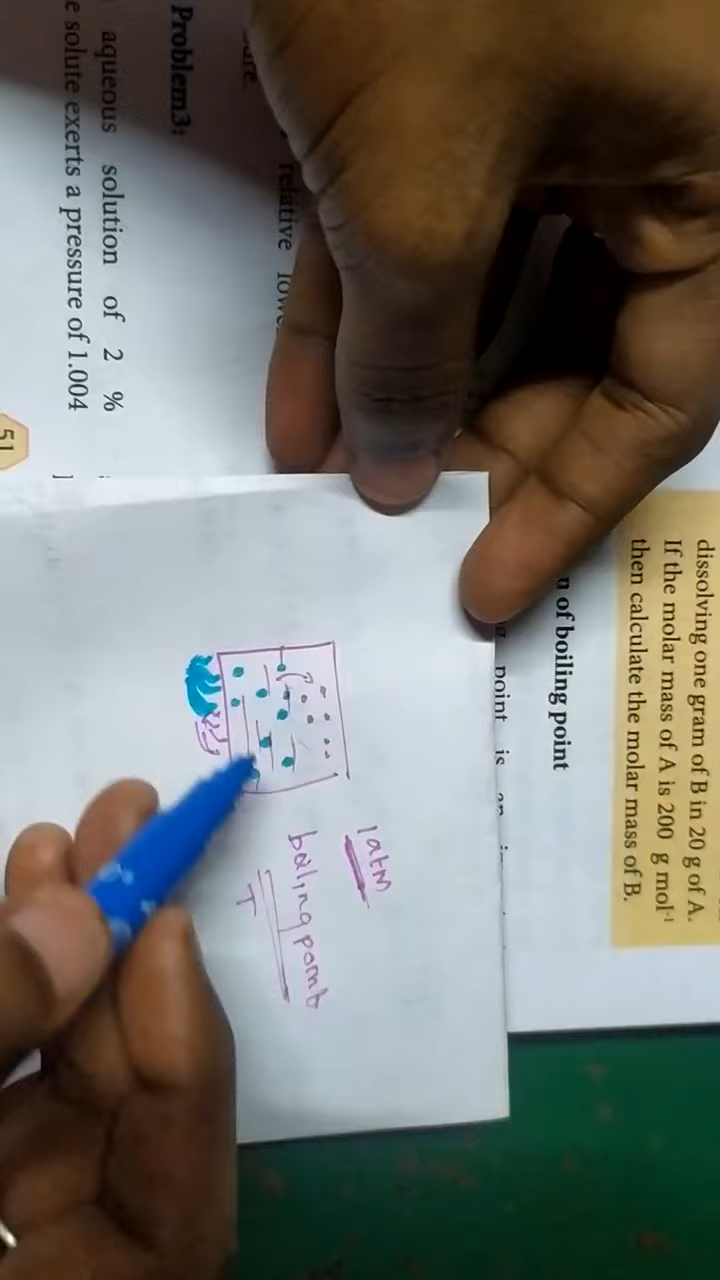 dissolving one gram of B in 20 g of A.
If the molar mass of A is 200 g mol⁻¹
then calculate the molar mass of B.
n of boiling point
point is an
1atm
boiling point
T
relative
Problem3:
aqueous solution of 2 %
e solute exerts a pressure of 1.004
51